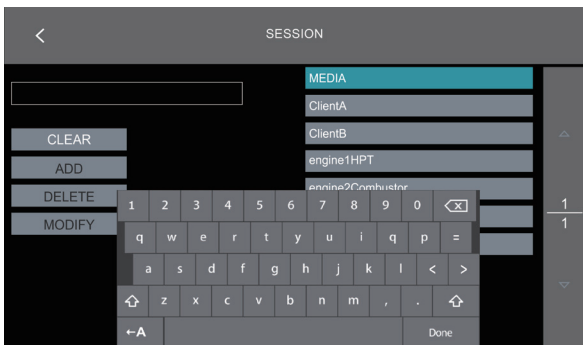 SESSION
MEDIA
ClientA
ClientB
engine1HPT
engine2Combustor
CLEAR
ADD
DELETE
MODIFY
1 2 3 4 5 6 7 8 9 0
q w e r t y u i q p =
a s d f g h j k l < >
z x c v b n m , .
←A Done
1
1